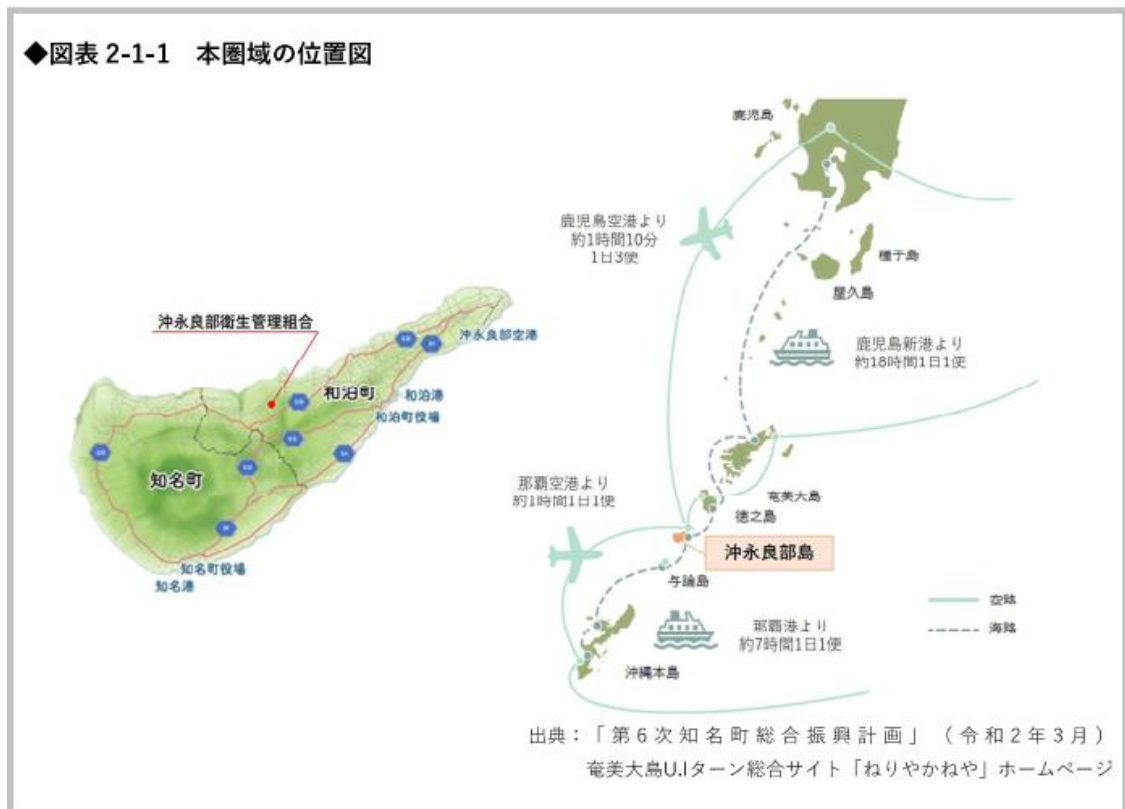 ◆図表 2-1-1　本圏域の位置図
鹿児島
鹿児島空港より
約1時間10分
1日3便
種子島
屋久島
沖永良部衛生管理組合
沖永良部空港
鹿児島新港より
約18時間1日1便
和泊町
和泊港
和泊町役場
知名町
那覇空港より
約1時間1日1便
奄美大島
徳之島
沖永良部島
知名町役場
知名港
与論島
空路
海路
那覇港より
約7時間1日1便
沖縄本島
出典：「第6次知名町総合振興計画」（令和2年3月）
奄美大島U.Iターン総合サイト「ねりやかねや」ホームページ